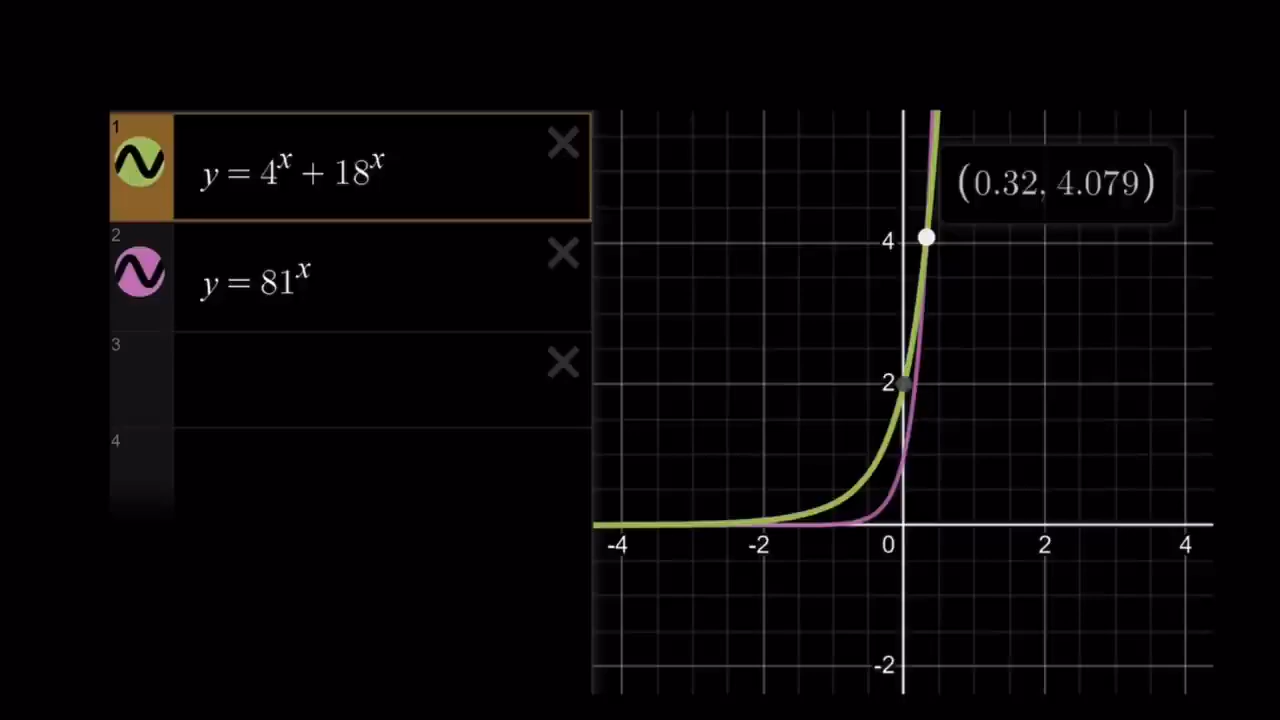 1
y = 4^x + 18^x
2
y = 81^x
3
4
(0.32, 4.079)
4
2
-4 -2 0 2 4
-2